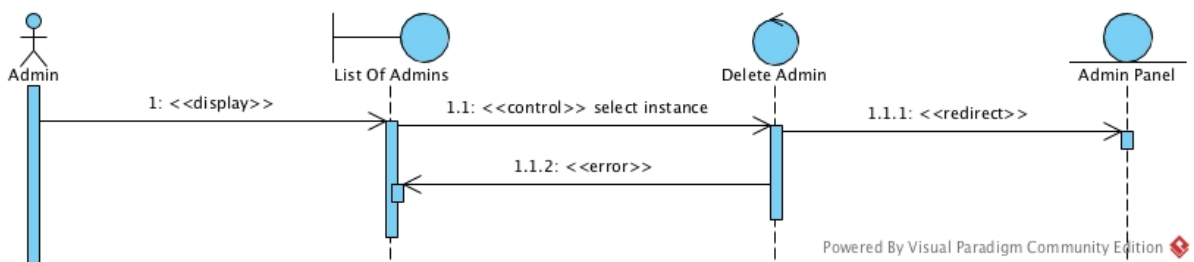 Admin
List Of Admins
Delete Admin
Admin Panel
1: <<display>>
1.1: <<control>> select instance
1.1.1: <<redirect>>
1.1.2: <<error>>
Powered By Visual Paradigm Community Edition